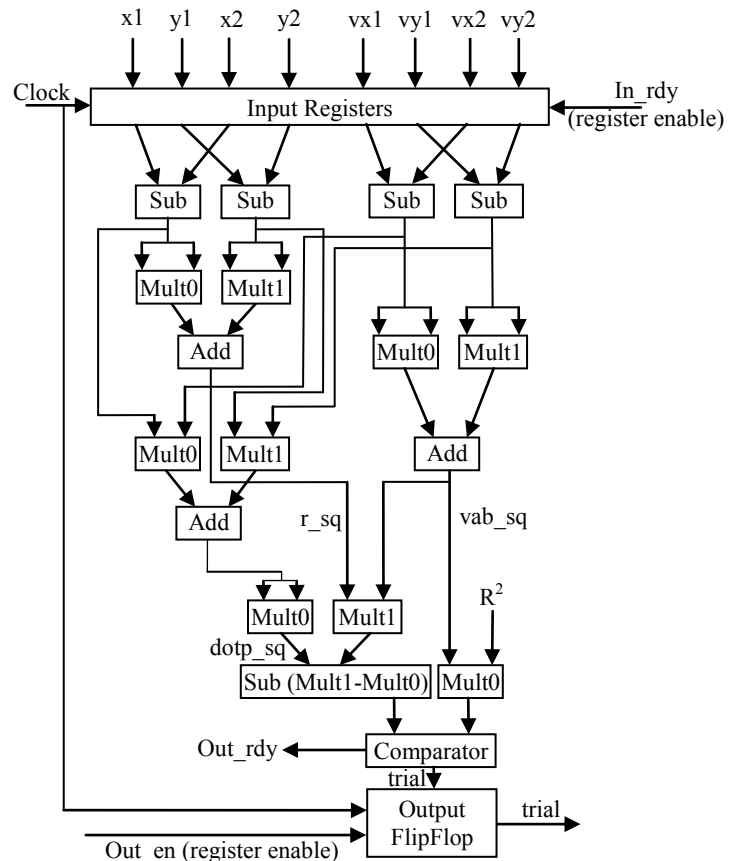 x1 y1 x2 y2 vx1 vy1 vx2 vy2
Clock
In_rdy
(register enable)
Input Registers
Sub Sub Sub Sub
Mult0 Mult1
Add
Mult0 Mult1
Mult0 Mult1
Add
Add
r_sq
vab_sq
R²
Mult0 Mult1
dotp_sq
Sub (Mult1-Mult0)
Mult0
Out_rdy
Comparator
trial
Output
FlipFlop
trial
Out_en (register enable)